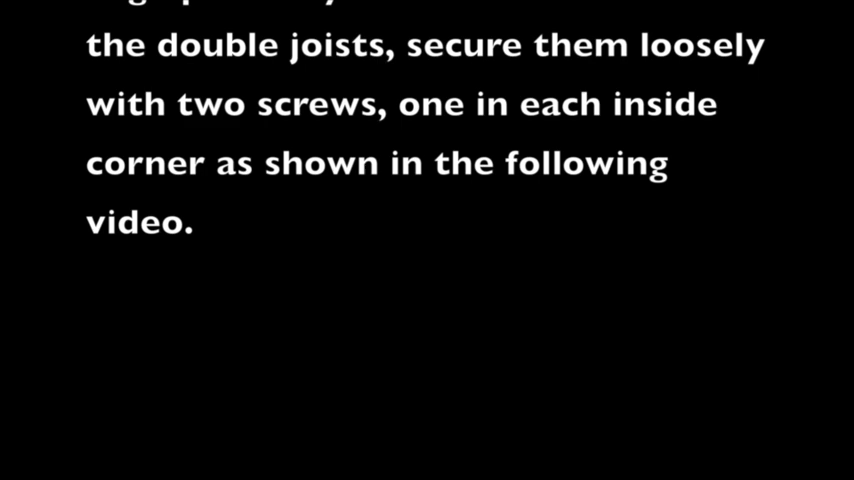 the double joists, secure them loosely
with two screws, one in each inside
corner as shown in the following
video.